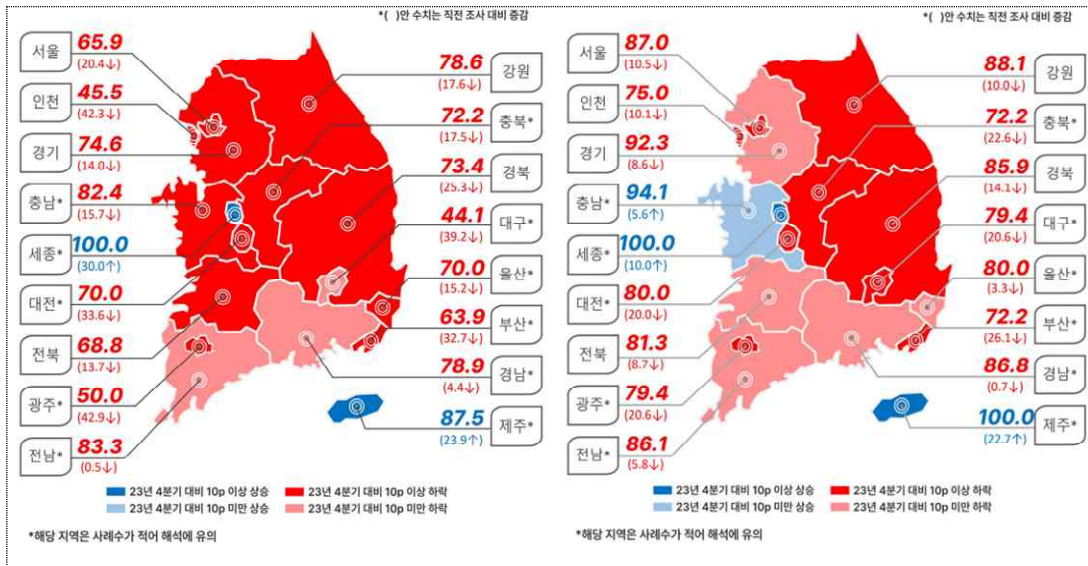 *( )안 수치는 직전 조사 대비 증감
서울 65.9
(20.4↓)
인천 45.5
(42.3↓)
경기 74.6
(14.0↓)
충남* 82.4
(15.7↓)
세종* 100.0
(30.0↑)
대전* 70.0
(33.6↓)
전북 68.8
(13.7↓)
광주* 50.0
(42.9↓)
전남* 83.3
(0.5↓)
78.6 강원
(17.6↓)
72.2 충북*
(17.5↓)
73.4 경북
(25.3↓)
44.1 대구*
(39.2↓)
70.0 울산*
(15.2↓)
63.9 부산*
(32.7↓)
78.9 경남*
(4.4↓)
87.5 제주*
(23.9↑)
23년 4분기 대비 10p 이상 상승 23년 4분기 대비 10p 이상 하락
23년 4분기 대비 10p 미만 상승 23년 4분기 대비 10p 미만 하락
*해당 지역은 사례수가 적어 해석에 유의
*( )안 수치는 직전 조사 대비 증감
서울 87.0
(10.5↓)
인천 75.0
(10.1↓)
경기 92.3
(8.6↓)
충남* 94.1
(5.6↑)
세종* 100.0
(10.0↑)
대전* 80.0
(20.0↓)
전북 81.3
(8.7↓)
광주* 79.4
(20.6↓)
전남* 86.1
(5.8↓)
88.1 강원
(10.0↓)
72.2 충북*
(22.6↓)
85.9 경북
(14.1↓)
79.4 대구*
(20.6↓)
80.0 울산*
(3.3↓)
72.2 부산*
(26.1↓)
86.8 경남*
(0.7↓)
100.0 제주*
(22.7↑)
23년 4분기 대비 10p 이상 상승 23년 4분기 대비 10p 이상 하락
23년 4분기 대비 10p 미만 상승 23년 4분기 대비 10p 미만 하락
*해당 지역은 사례수가 적어 해석에 유의